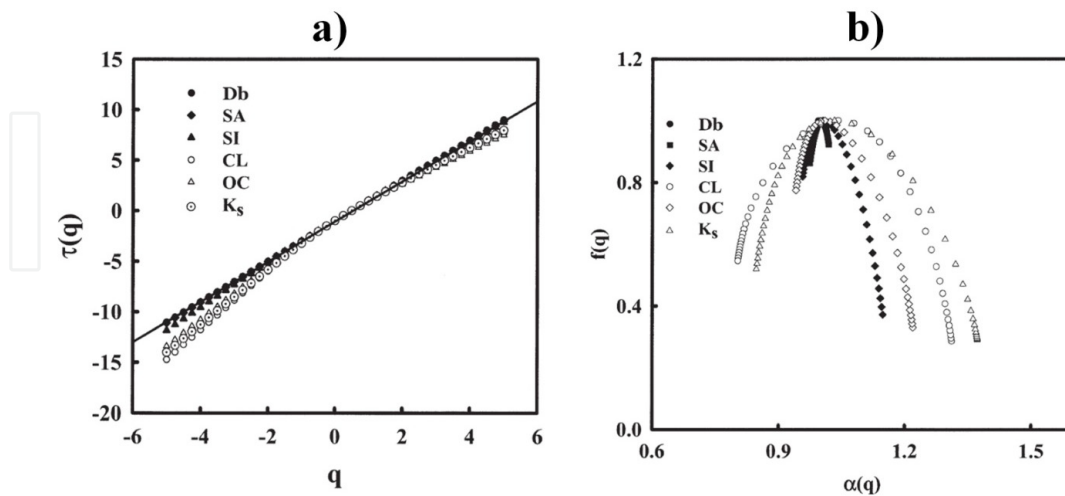 a)
15
10
5
0
-5
-10
-15
-20
τ(q)
Db
SA
SI
CL
OC
Ks
-6 -4 -2 0 2 4 6
q
b)
1.2
0.8
0.4
0.0
f(q)
Db
SA
SI
CL
OC
Ks
0.6 0.9 1.2 1.5
α(q)